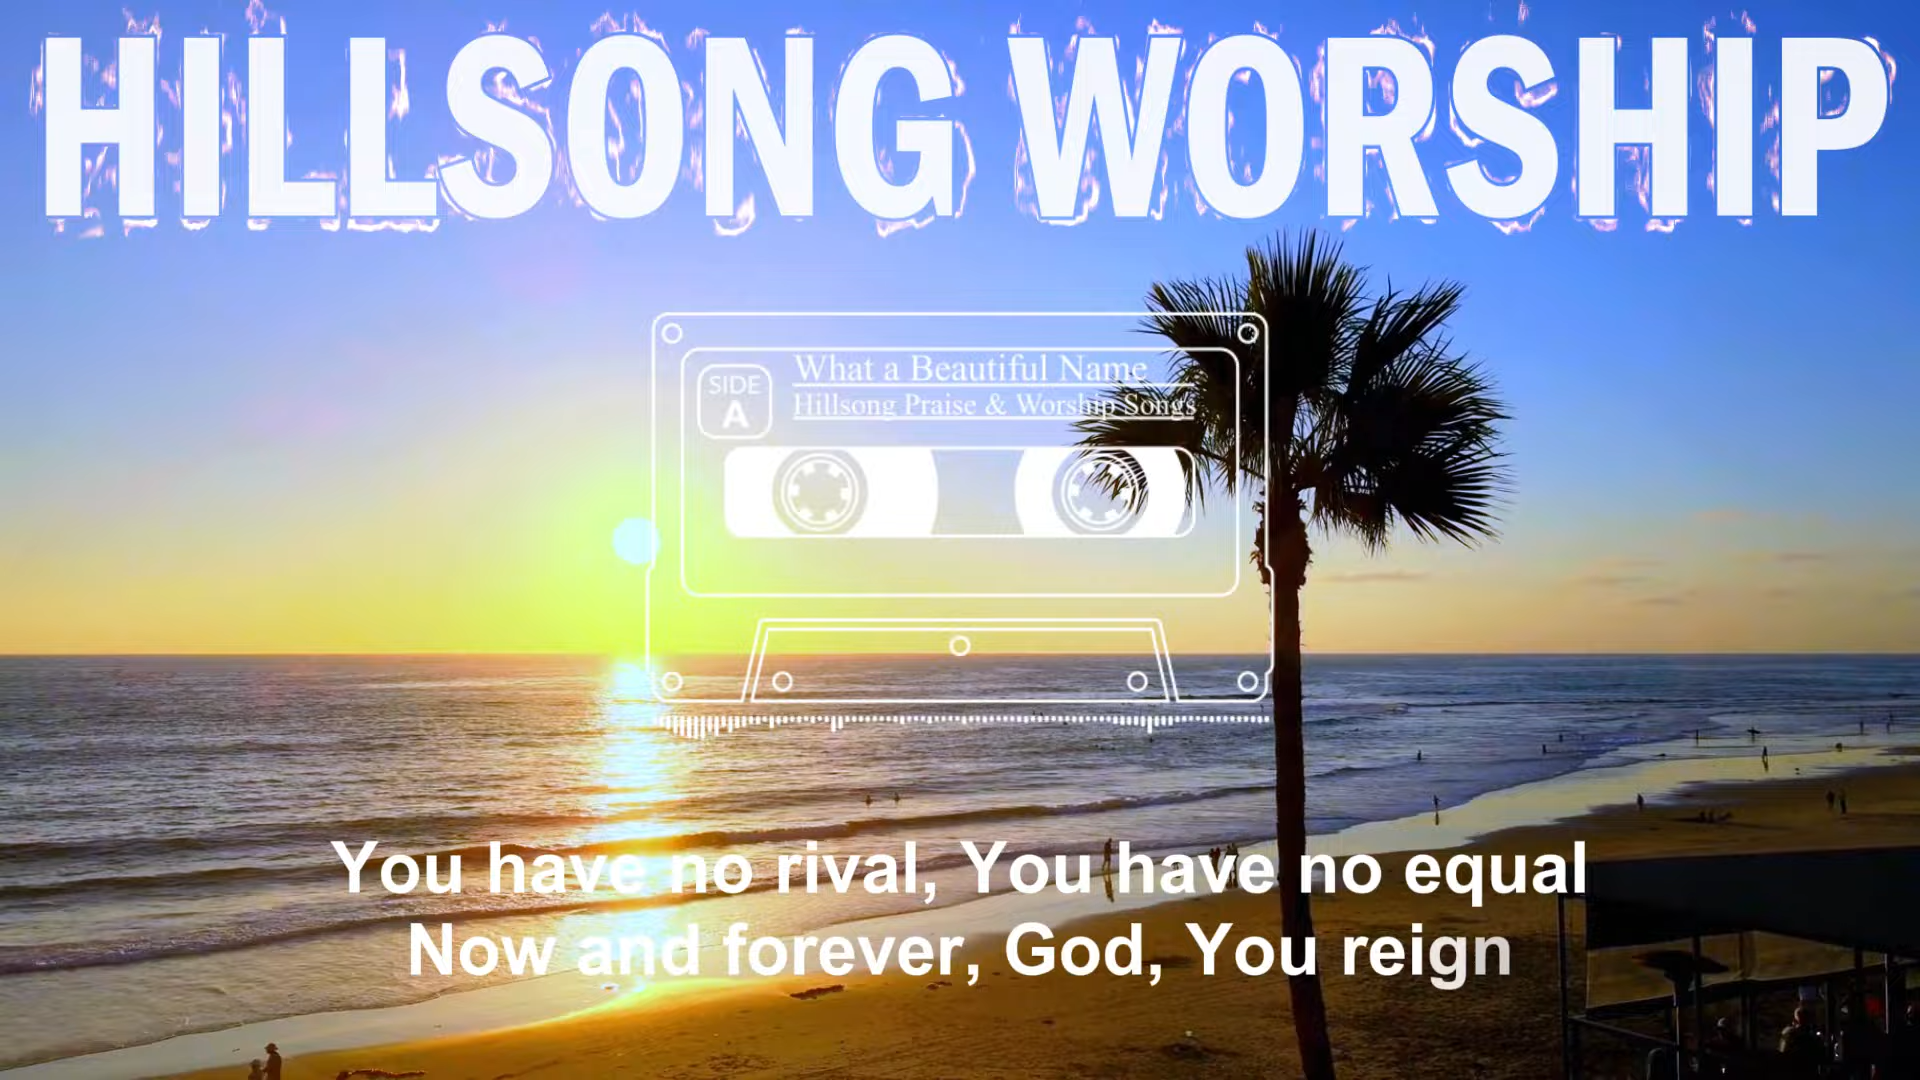 HILLSONG WORSHIP
SIDE
A
What a Beautiful Name
Hillsong Praise & Worship Songs
You have no rival, You have no equal
Now and forever, God, You reign